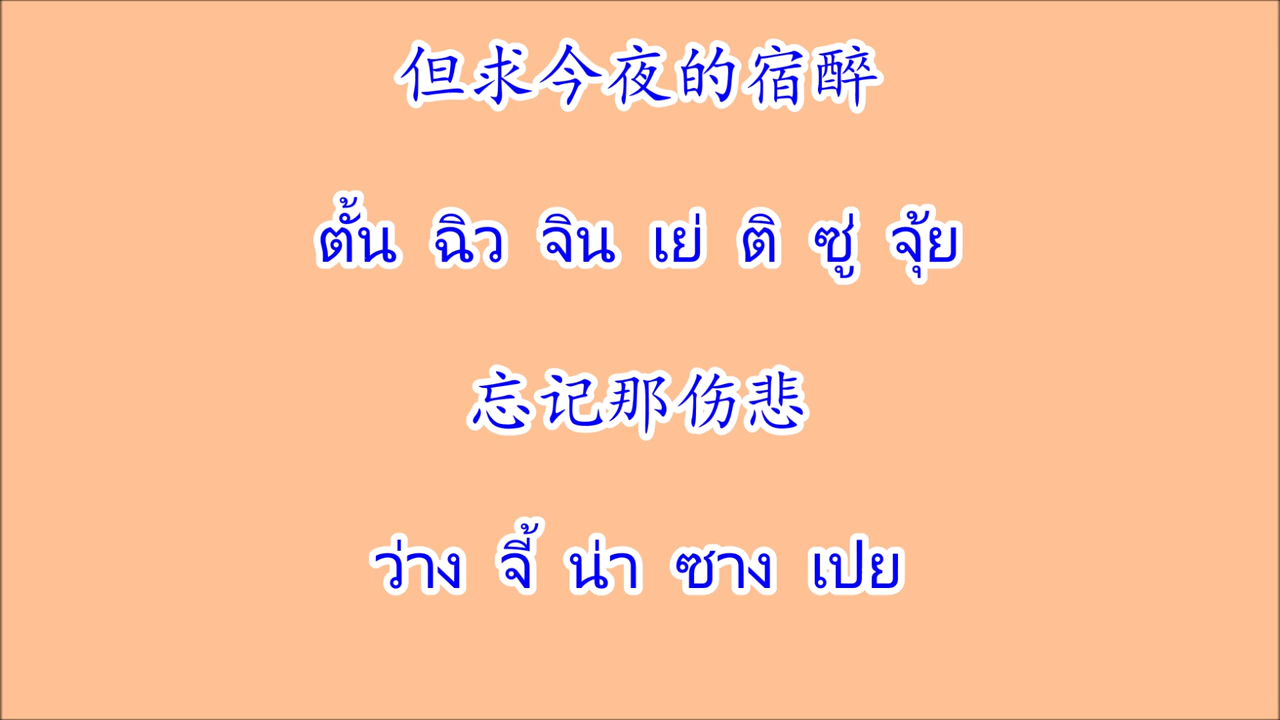 但求今夜的宿醉
ตั้น ฉิว จิน เย่ ติ ซู่ จุ้ย
忘记那伤悲
ว่าง จี้ น่า ซาง เปย